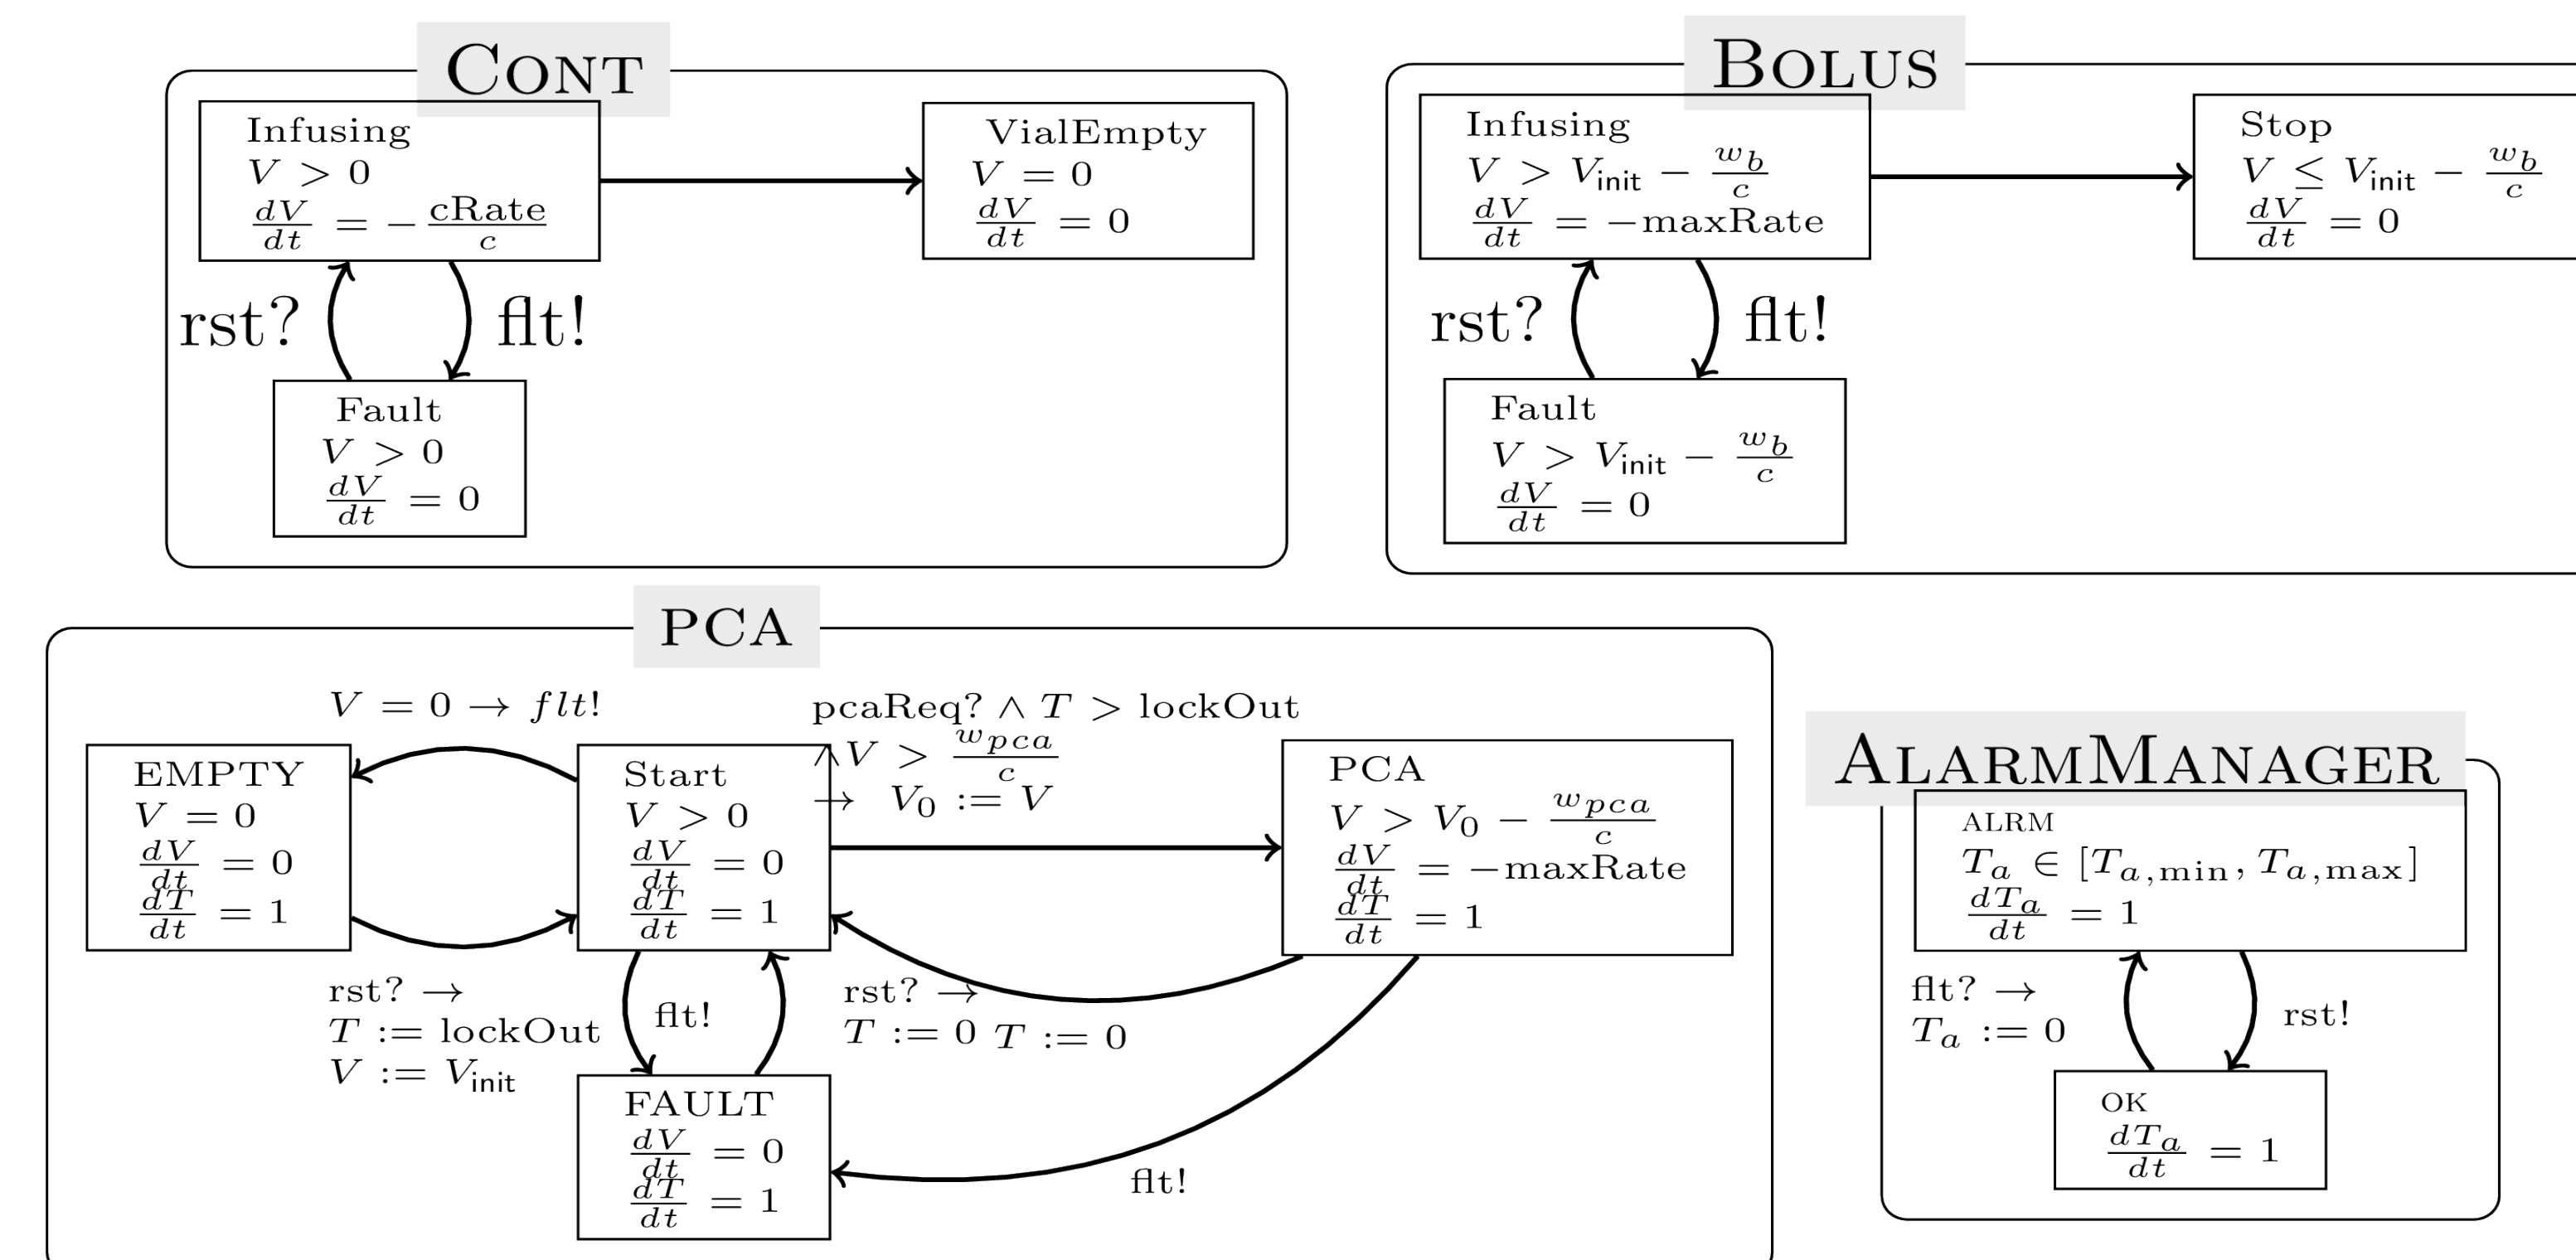 CONT
Infusing
V > 0
dV/dt = −cRate/c
VialEmpty
V = 0
dV/dt = 0
rst?
flt!
Fault
V > 0
dV/dt = 0
BOLUS
Infusing
V > V_init − w_b/c
dV/dt = −maxRate
Stop
V ≤ V_init − w_b/c
dV/dt = 0
rst?
flt!
Fault
V > V_init − w_b/c
dV/dt = 0
PCA
V = 0 → flt!
pcaReq? ∧ T > lockOut
∧V > w_pca/c
→ V_0 := V
EMPTY
V = 0
dV/dt = 0
dT/dt = 1
Start
V > 0
dV/dt = 0
dT/dt = 1
PCA
V > V_0 − w_pca/c
dV/dt = −maxRate
dT/dt = 1
rst? →
T := lockOut
V := V_init
flt!
rst? →
T := 0
T := 0
FAULT
dV/dt = 0
dT/dt = 1
flt!
ALARMMANAGER
ALRM
T_a ∈ [T_a,min, T_a,max]
dT_a/dt = 1
flt? →
T_a := 0
rst!
OK
dT_a/dt = 1